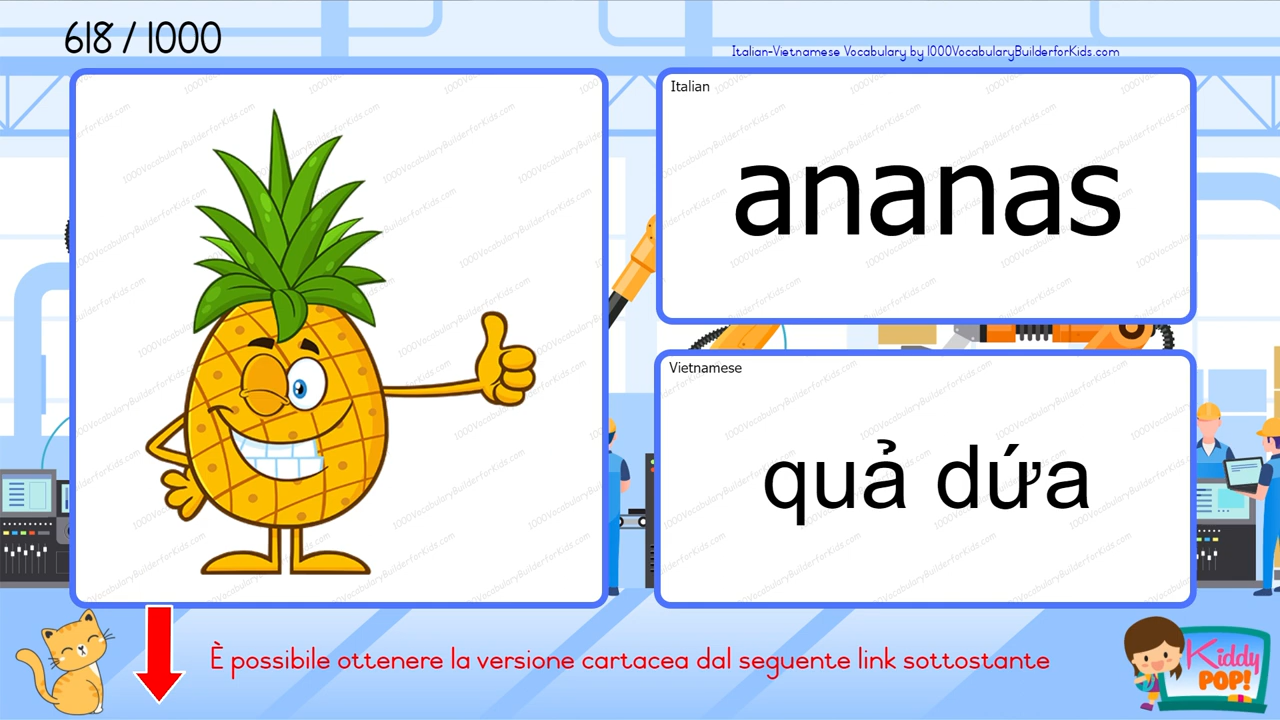 618 / 1000
Italian-Vietnamese Vocabulary by 1000VocabularyBuilderforKids.com
Italian
ananas
Vietnamese
quả dứa
È possibile ottenere la versione cartacea dal seguente link sottostante
Kiddy
POP!